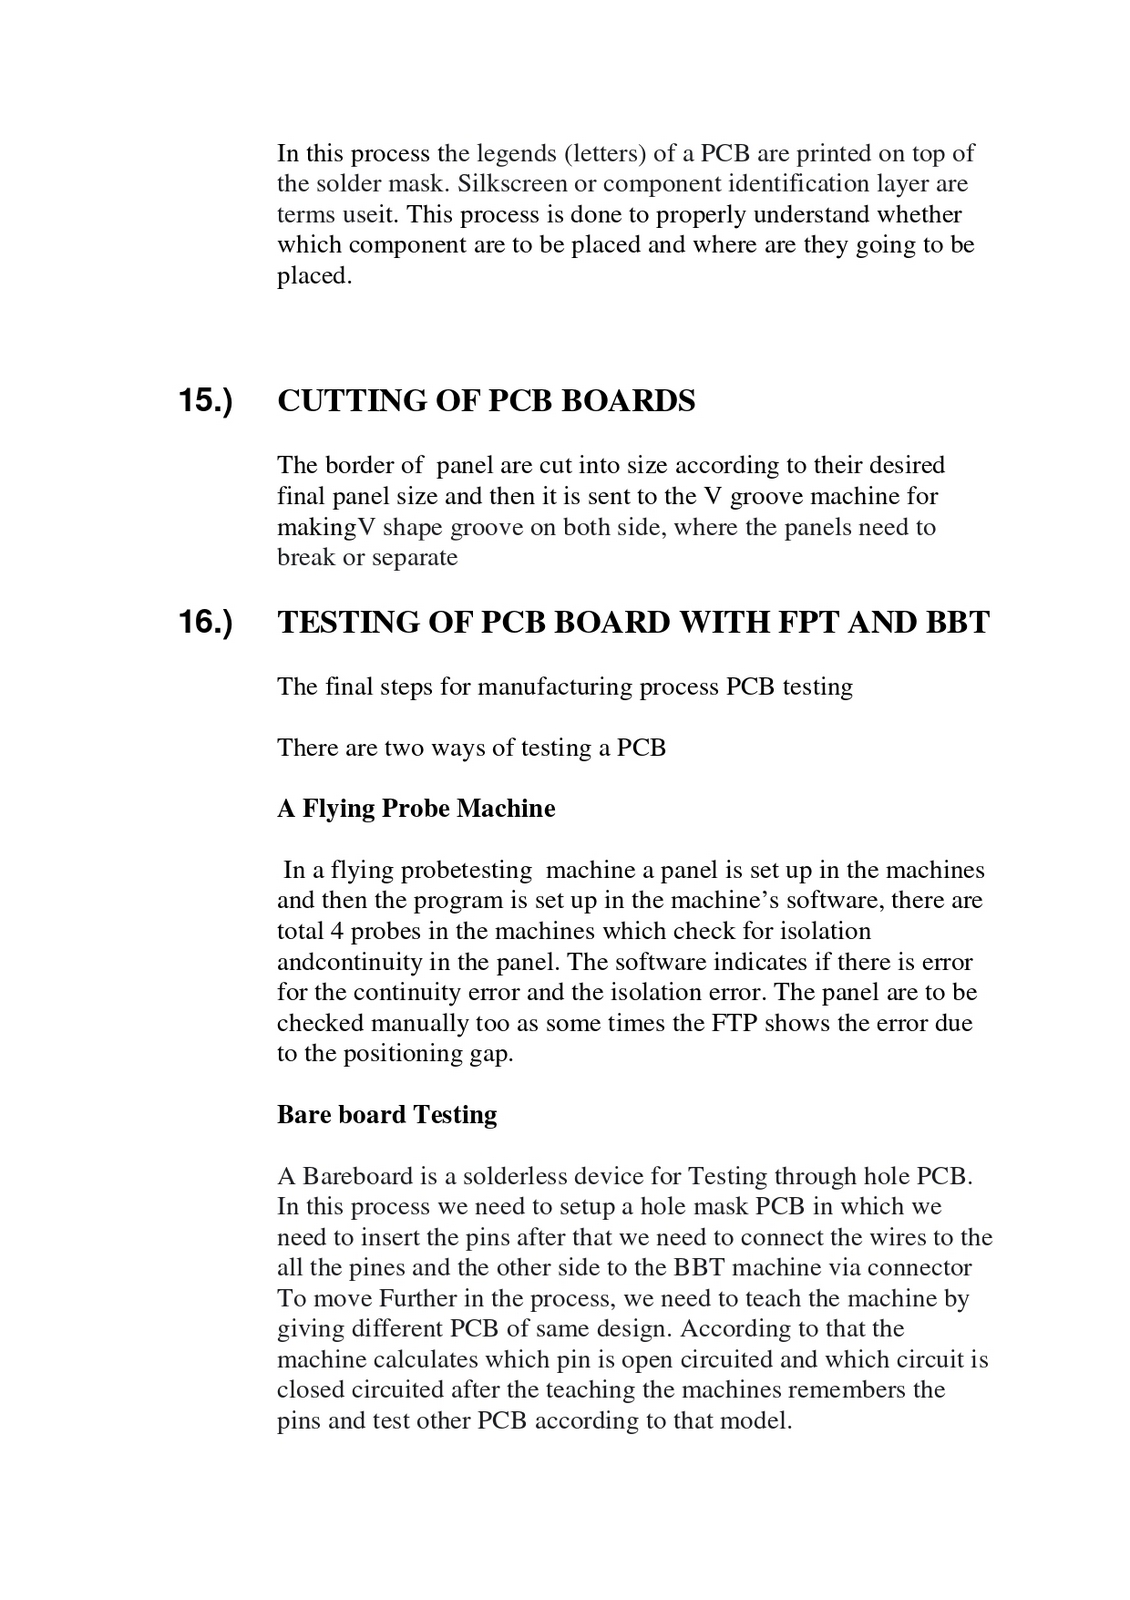 In this process the legends (letters) of a PCB are printed on top of
the solder mask. Silkscreen or component identification layer are
terms useit. This process is done to properly understand whether
which component are to be placed and where are they going to be
placed.
15.) CUTTING OF PCB BOARDS
The border of  panel are cut into size according to their desired
final panel size and then it is sent to the V groove machine for
makingV shape groove on both side, where the panels need to
break or separate
16.) TESTING OF PCB BOARD WITH FPT AND BBT
The final steps for manufacturing process PCB testing
There are two ways of testing a PCB
A Flying Probe Machine
In a flying probetesting  machine a panel is set up in the machines
and then the program is set up in the machine’s software, there are
total 4 probes in the machines which check for isolation
andcontinuity in the panel. The software indicates if there is error
for the continuity error and the isolation error. The panel are to be
checked manually too as some times the FTP shows the error due
to the positioning gap.
Bare board Testing
A Bareboard is a solderless device for Testing through hole PCB.
In this process we need to setup a hole mask PCB in which we
need to insert the pins after that we need to connect the wires to the
all the pines and the other side to the BBT machine via connector
To move Further in the process, we need to teach the machine by
giving different PCB of same design. According to that the
machine calculates which pin is open circuited and which circuit is
closed circuited after the teaching the machines remembers the
pins and test other PCB according to that model.